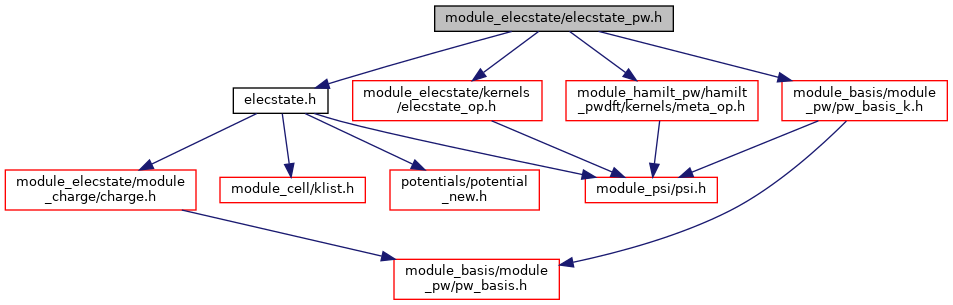 module_elecstate/elecstate_pw.h
elecstate.h
module_elecstate/kernels
/elecstate_op.h
module_hamilt_pw/hamilt
_pwdft/kernels/meta_op.h
module_basis/module
_pw/pw_basis_k.h
module_elecstate/module
_charge/charge.h
module_cell/klist.h
potentials/potential
_new.h
module_psi/psi.h
module_basis/module
_pw/pw_basis.h